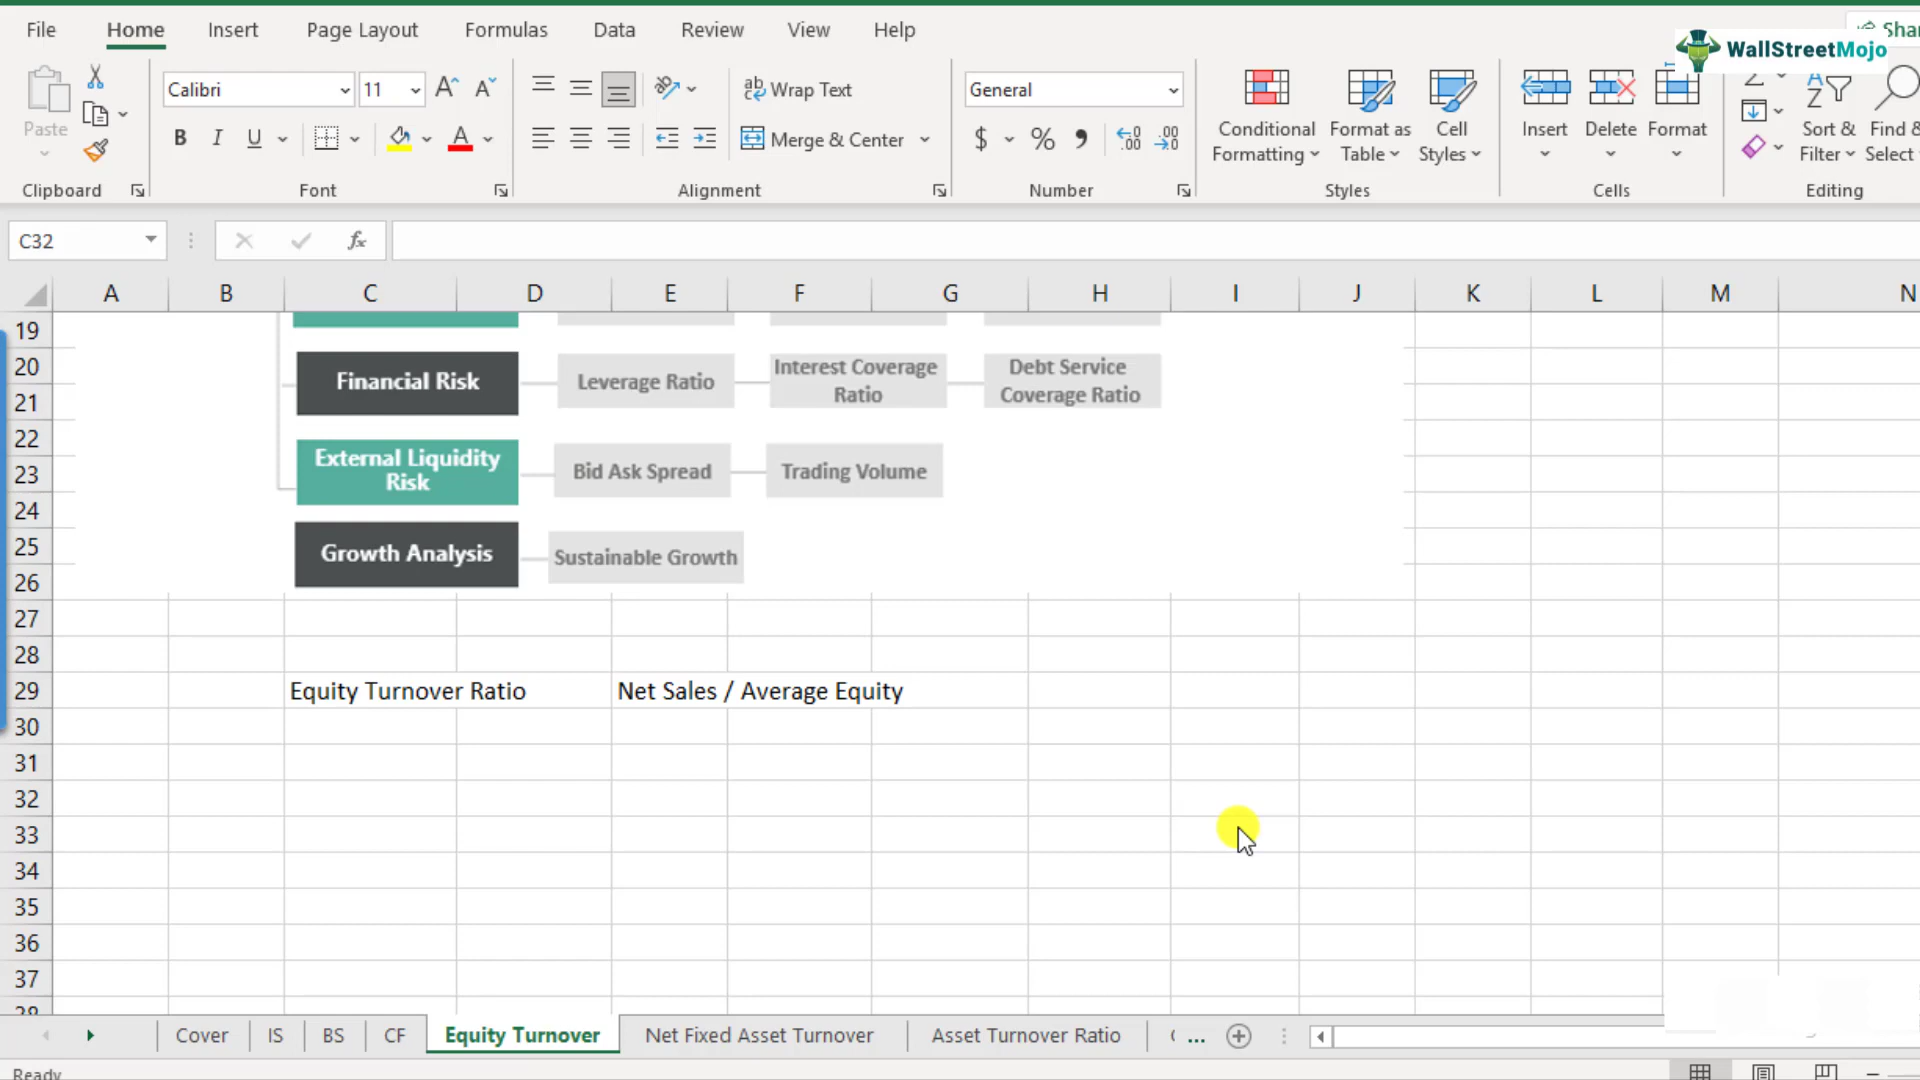 File Home Insert Page Layout Formulas Data Review View Help
WallStreetMojo
Calibri 11 Wrap Text General
Paste Merge & Center $ % Conditional Formatting Format as Table Cell Styles Insert Delete Format Sort & Filter
Clipboard Font Alignment Number Styles Cells Editing
C32 fx
A B C D E F G H I J K L M N
19
20
21
22
23
24
25
26
27
28
29
30
31
32
33
34
35
36
37
Financial Risk Leverage Ratio Interest Coverage Ratio Debt Service Coverage Ratio
External Liquidity Risk Bid Ask Spread Trading Volume
Growth Analysis Sustainable Growth
Equity Turnover Ratio Net Sales / Average Equity
Cover IS BS CF Equity Turnover Net Fixed Asset Turnover Asset Turnover Ratio ...
Ready